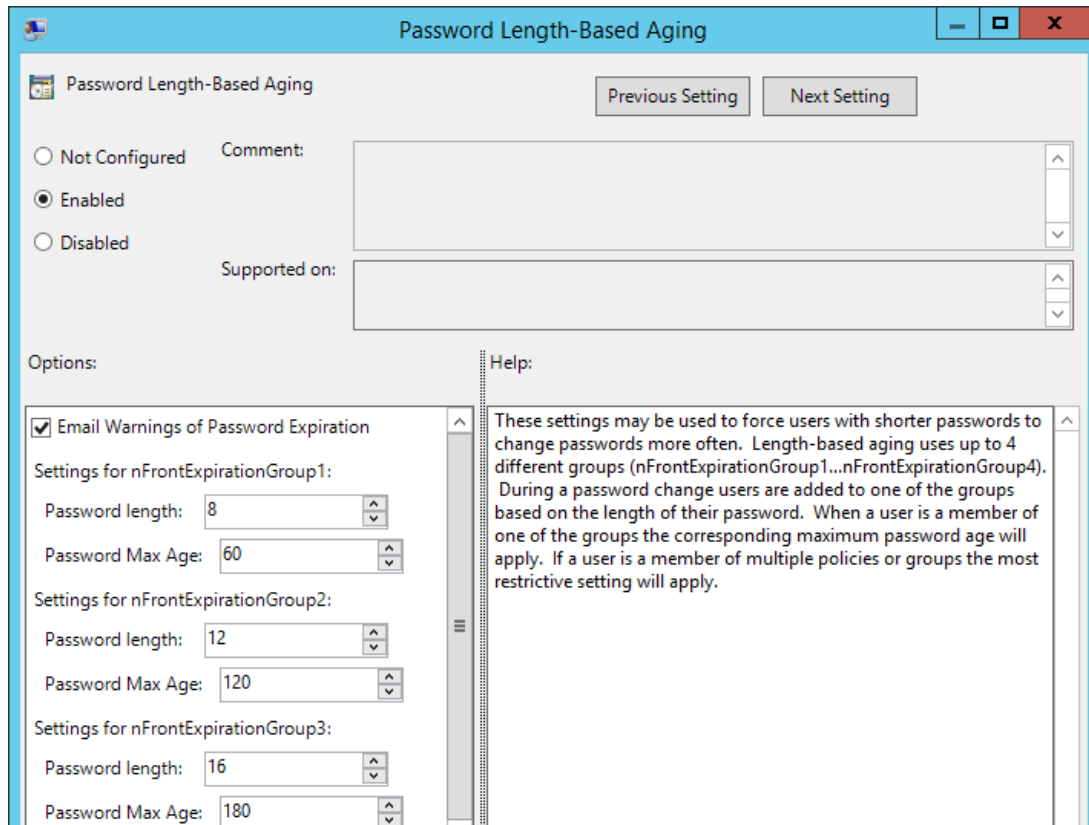 Password Length-Based Aging
Password Length-Based Aging
Previous Setting
Next Setting
Not Configured
Comment:
Enabled
Disabled
Supported on:
Options:
Help:
Email Warnings of Password Expiration
Settings for nFrontExpirationGroup1:
Password length: 8
Password Max Age: 60
Settings for nFrontExpirationGroup2:
Password length: 12
Password Max Age: 120
Settings for nFrontExpirationGroup3:
Password length: 16
Password Max Age: 180
These settings may be used to force users with shorter passwords to
change passwords more often.  Length-based aging uses up to 4
different groups (nFrontExpirationGroup1...nFrontExpirationGroup4).
During a password change users are added to one of the groups
based on the length of their password.  When a user is a member of
one of the groups the corresponding maximum password age will
apply.  If a user is a member of multiple policies or groups the most
restrictive setting will apply.